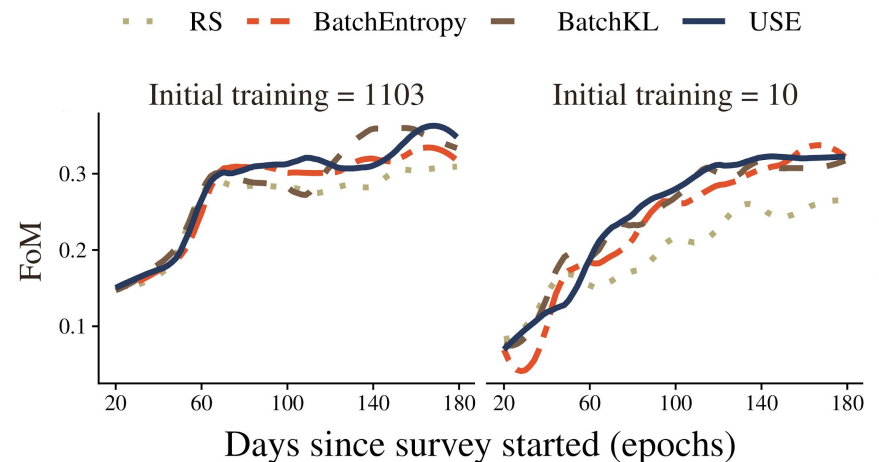 RS BatchEntropy BatchKL USE
Initial training = 1103 Initial training = 10
FoM
0.3
0.2
0.1
20 60 100 140 180 20 60 100 140 180
Days since survey started (epochs)